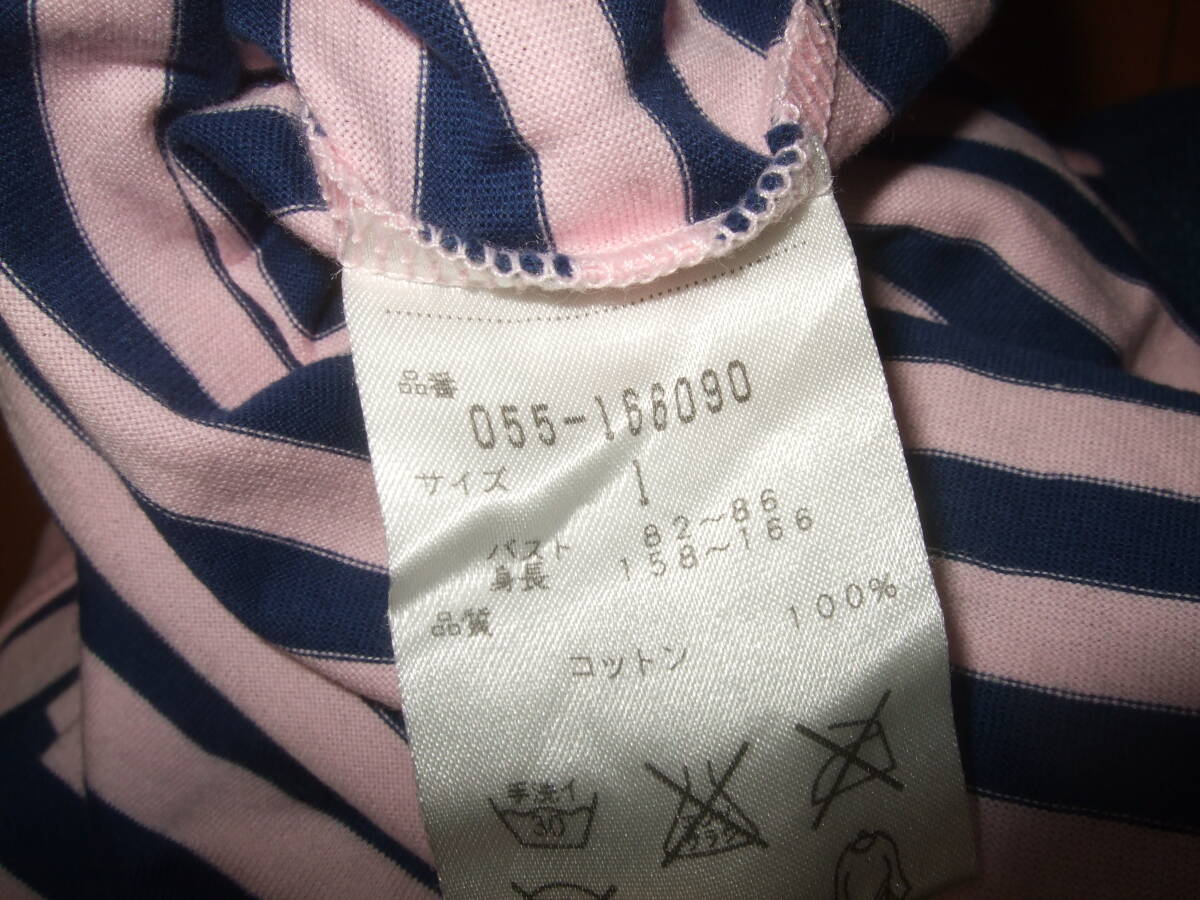 品番
055-166090
サイズ 1
バスト 82～86
身長 158～166
品質 100%
コットン
手洗イ
30